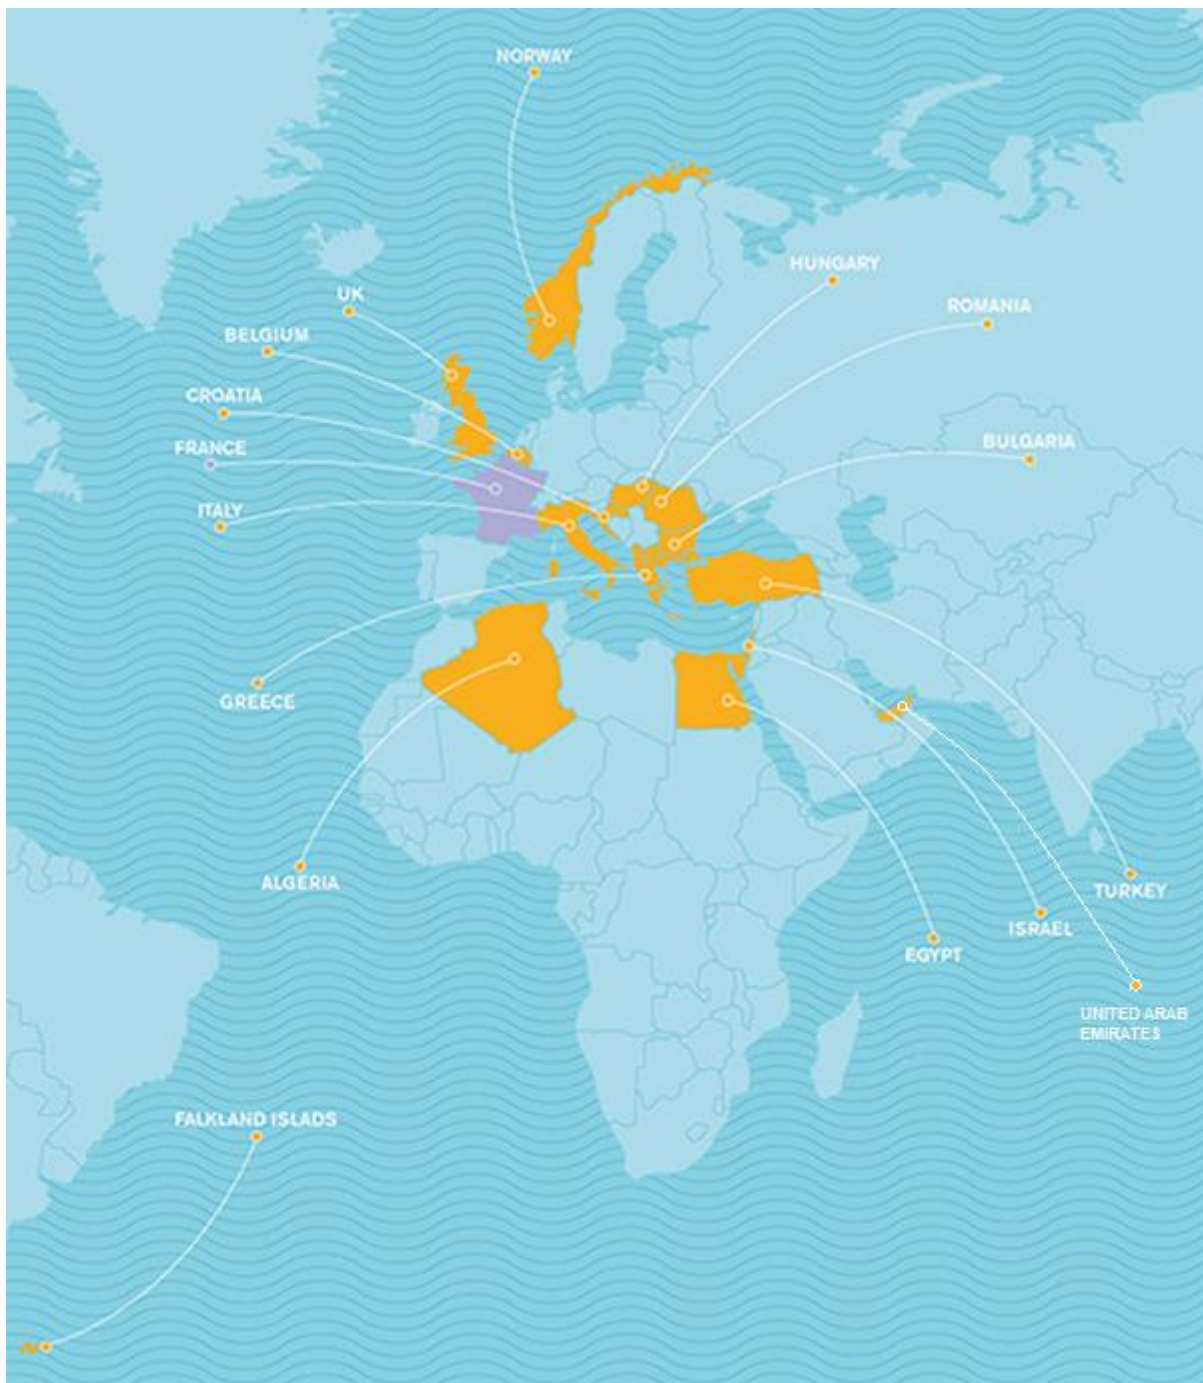 NORWAY
HUNGARY
UK
ROMANIA
BELGIUM
CROATIA
BULGARIA
FRANCE
ITALY
GREECE
ALGERIA
TURKEY
ISRAEL
EGYPT
UNITED ARAB
EMIRATES
FALKLAND ISLADS